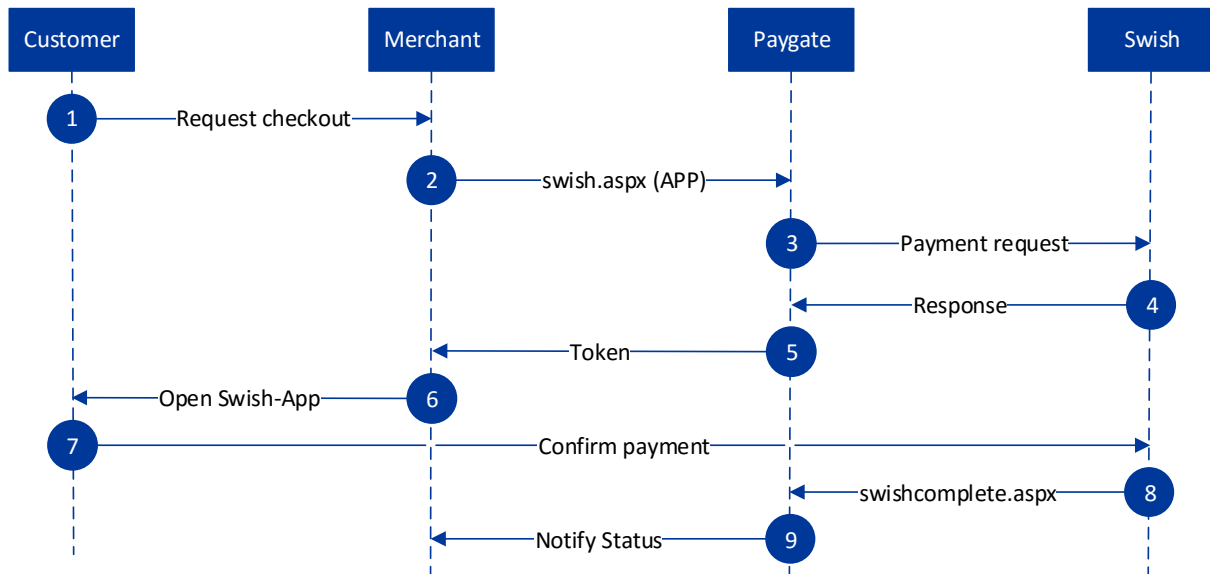 Customer
Merchant
Paygate
Swish
1
Request checkout
2
swish.aspx (APP)
3
Payment request
Response
4
Token
5
Open Swish-App
6
7
Confirm payment
swishcomplete.aspx
8
Notify Status
9